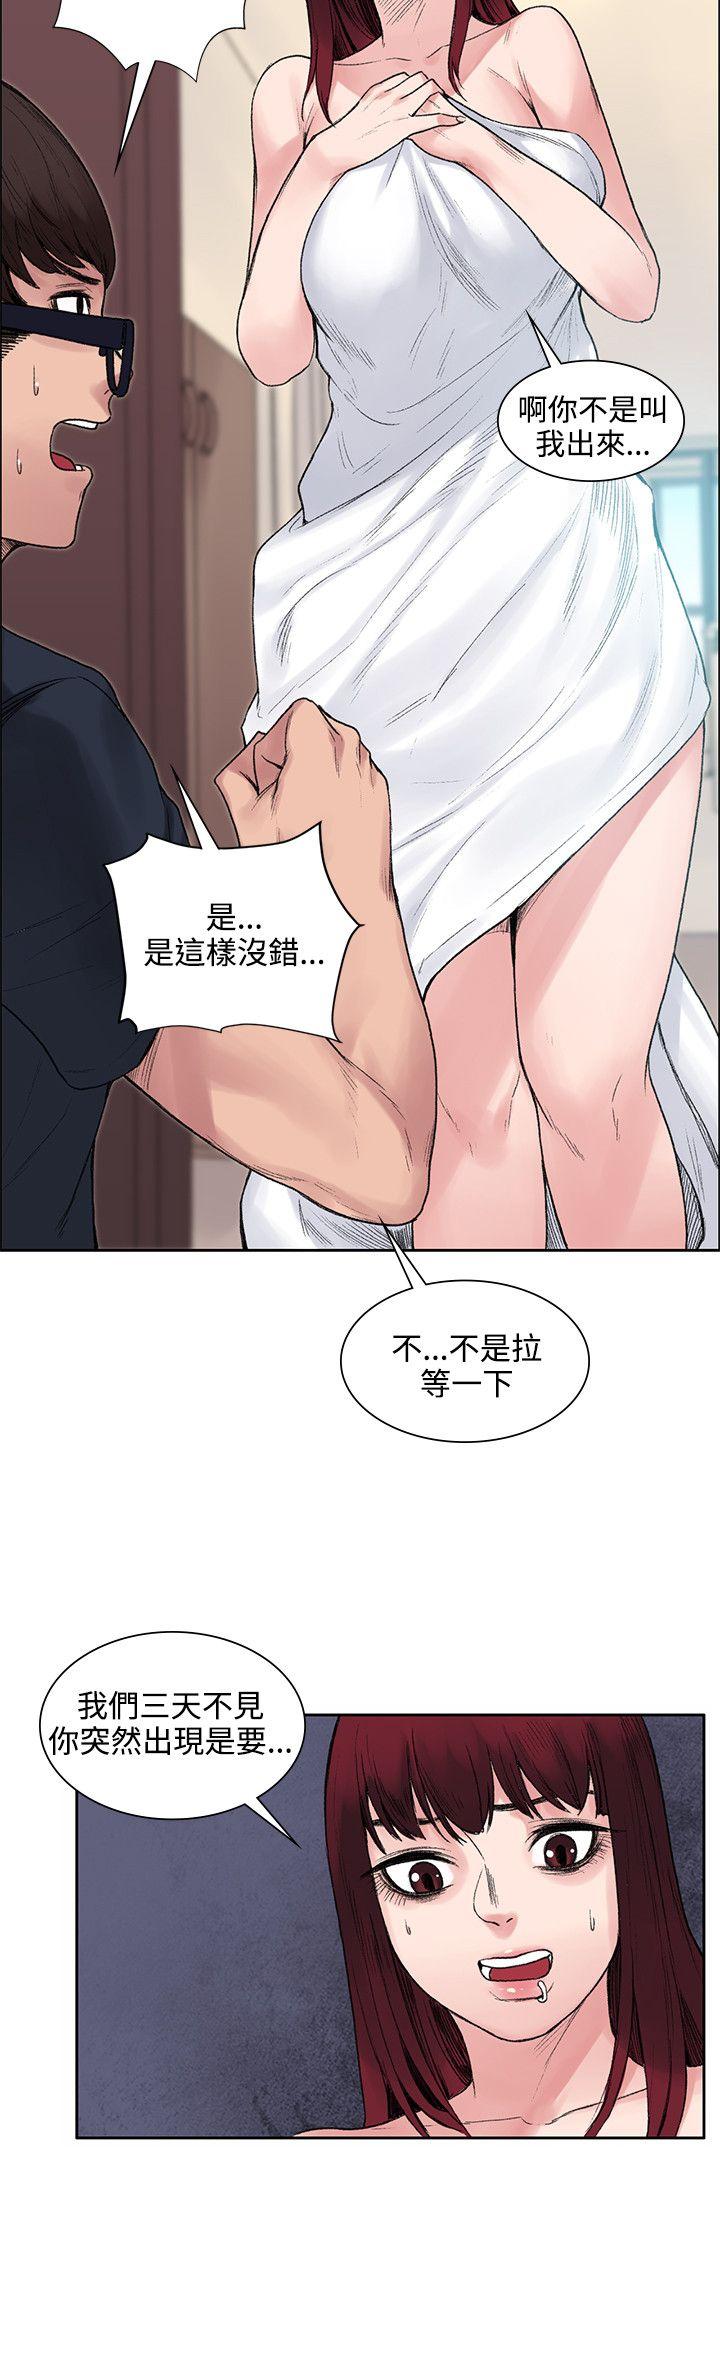 啊你不是叫
我出來…
是…
是這樣沒錯…
不…不是拉
等一下
我們三天不見
你突然出現是要…